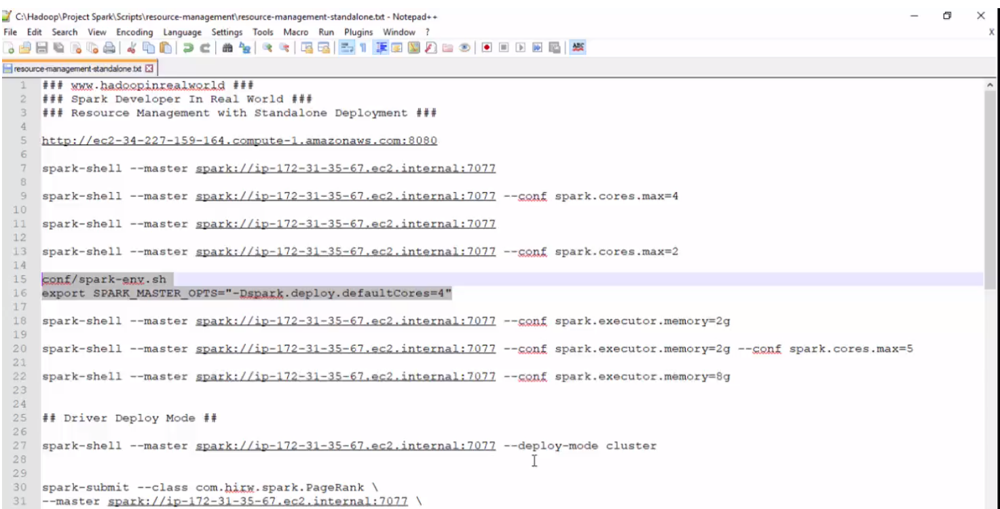 C:\Hadoop\Project Spark\Scripts\resource-management\resource-management-standalone.txt - Notepad++
File Edit Search View Encoding Language Settings Tools Macro Run Plugins Window ? X
ABC
resource-management-standalone.txt
1 ### www.hadoopinrealworld ###
2 ### Spark Developer In Real World ###
3 ### Resource Management with Standalone Deployment ###
4
5 http://ec2-34-227-159-164.compute-1.amazonaws.com:8080
6
7 spark-shell --master spark://ip-172-31-35-67.ec2.internal:7077
8
9 spark-shell --master spark://ip-172-31-35-67.ec2.internal:7077 --conf spark.cores.max=4
10
11 spark-shell --master spark://ip-172-31-35-67.ec2.internal:7077
12
13 spark-shell --master spark://ip-172-31-35-67.ec2.internal:7077 --conf spark.cores.max=2
14
15 conf/spark-env.sh
16 export SPARK_MASTER_OPTS="-Dspark.deploy.defaultCores=4"
17
18 spark-shell --master spark://ip-172-31-35-67.ec2.internal:7077 --conf spark.executor.memory=2g
19
20 spark-shell --master spark://ip-172-31-35-67.ec2.internal:7077 --conf spark.executor.memory=2g --conf spark.cores.max=5
21
22 spark-shell --master spark://ip-172-31-35-67.ec2.internal:7077 --conf spark.executor.memory=8g
23
24
25 ## Driver Deploy Mode ##
26
27 spark-shell --master spark://ip-172-31-35-67.ec2.internal:7077 --deploy-mode cluster
28
29
30 spark-submit --class com.hirw.spark.PageRank \
31 --master spark://ip-172-31-35-67.ec2.internal:7077 \